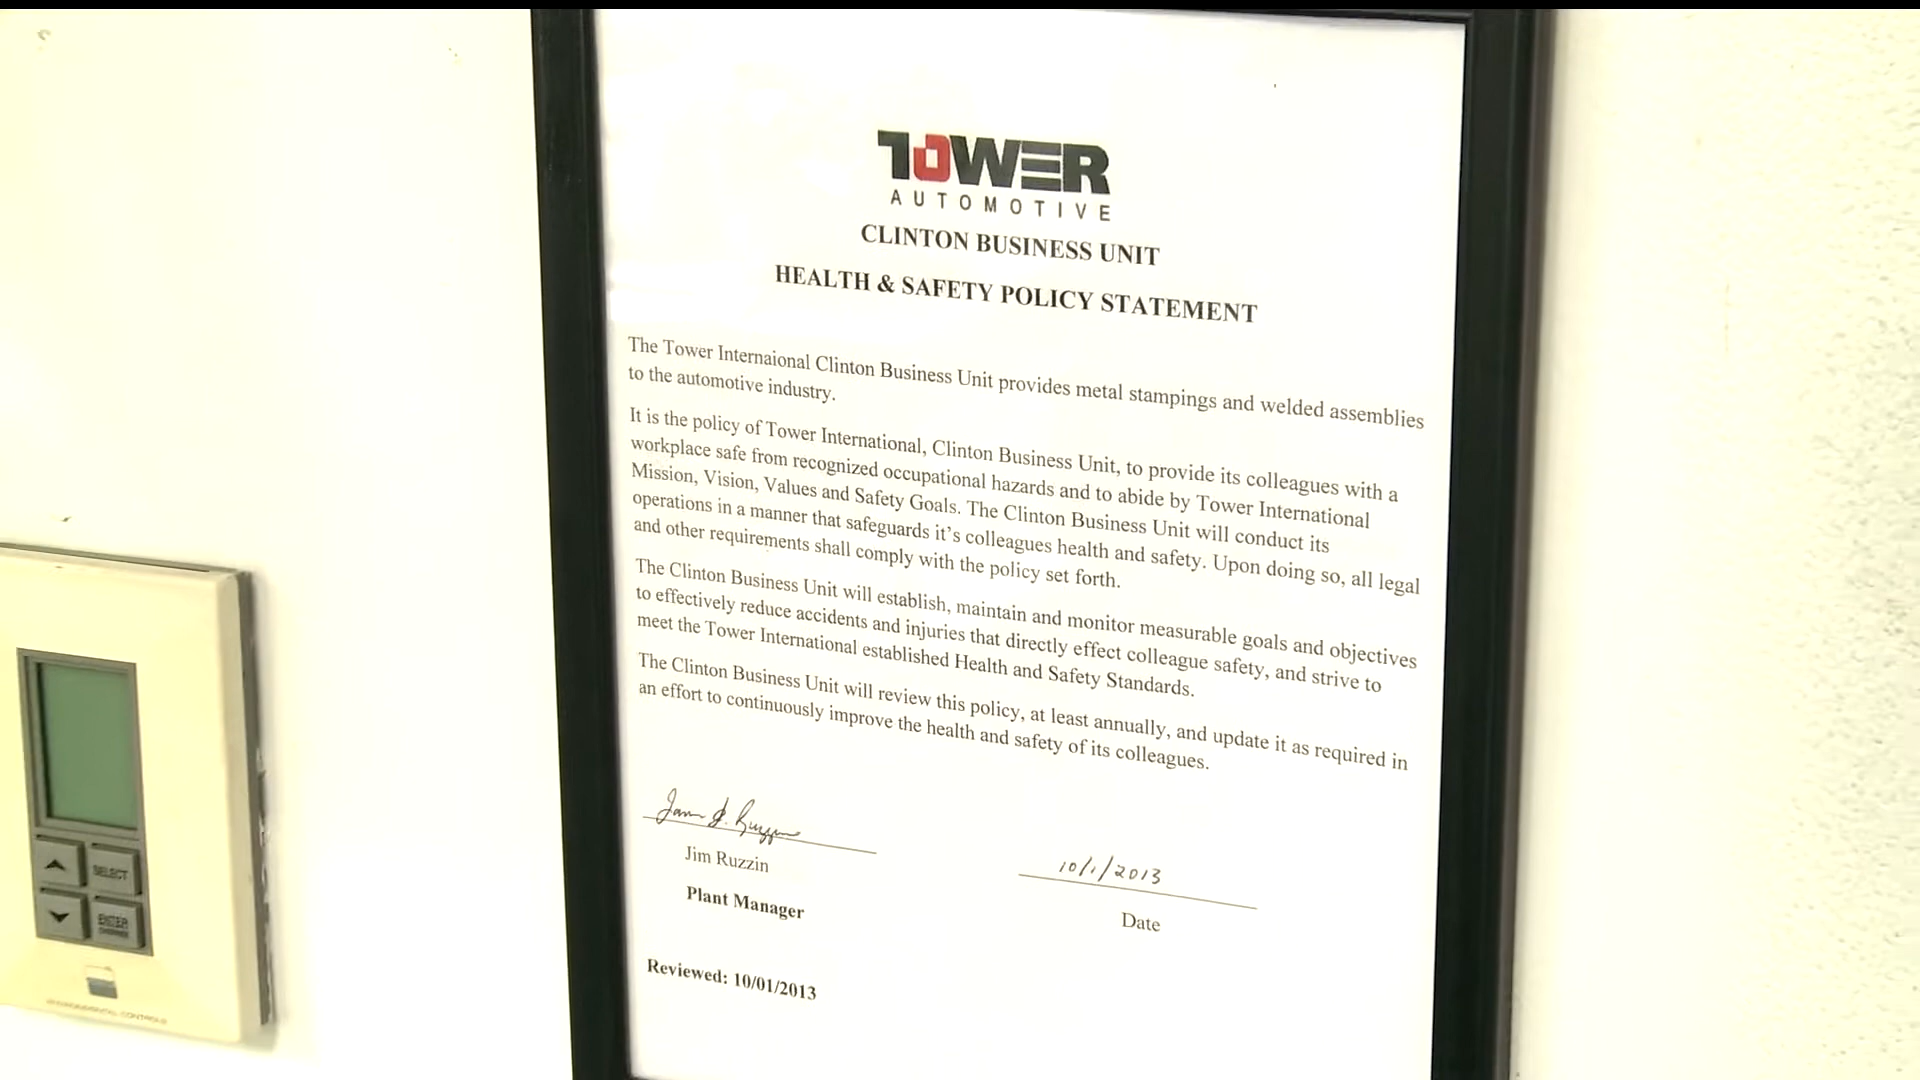 TOWER
AUTOMOTIVE
CLINTON BUSINESS UNIT
HEALTH & SAFETY POLICY STATEMENT
The Tower Internaional Clinton Business Unit provides metal stampings and welded assemblies
to the automotive industry.
It is the policy of Tower International, Clinton Business Unit, to provide its colleagues with a
workplace safe from recognized occupational hazards and to abide by Tower International
Mission, Vision, Values and Safety Goals. The Clinton Business Unit will conduct its
operations in a manner that safeguards it's colleagues health and safety. Upon doing so, all legal
and other requirements shall comply with the policy set forth.
The Clinton Business Unit will establish, maintain and monitor measurable goals and objectives
to effectively reduce accidents and injuries that directly effect colleague safety, and strive to
meet the Tower International established Health and Safety Standards.
The Clinton Business Unit will review this policy, at least annually, and update it as required in
an effort to continuously improve the health and safety of its colleagues.
10/1/2013
Jim Ruzzin
Date
Plant Manager
Reviewed: 10/01/2013
SELECT
ENTER
CONTROLS